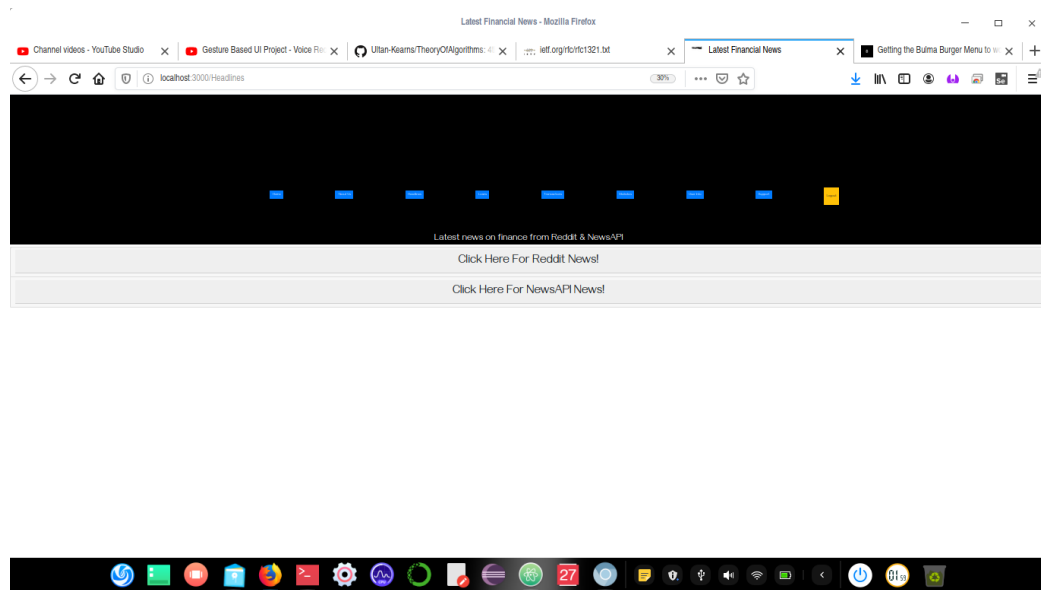 Latest Financial News - Mozilla Firefox
Channel videos - YouTube Studio
Gesture Based UI Project - Voice Re
Ultan-Kearns/TheoryOfAlgorithms:
ietf.org/rfc/rfc1321.txt
Latest Financial News
Getting the Bulma Burger Menu to w
localhost:3000/Headlines
30%
Latest news on finance from Reddit & NewsAPI
Click Here For Reddit News!
Click Here For NewsAPI News!
27